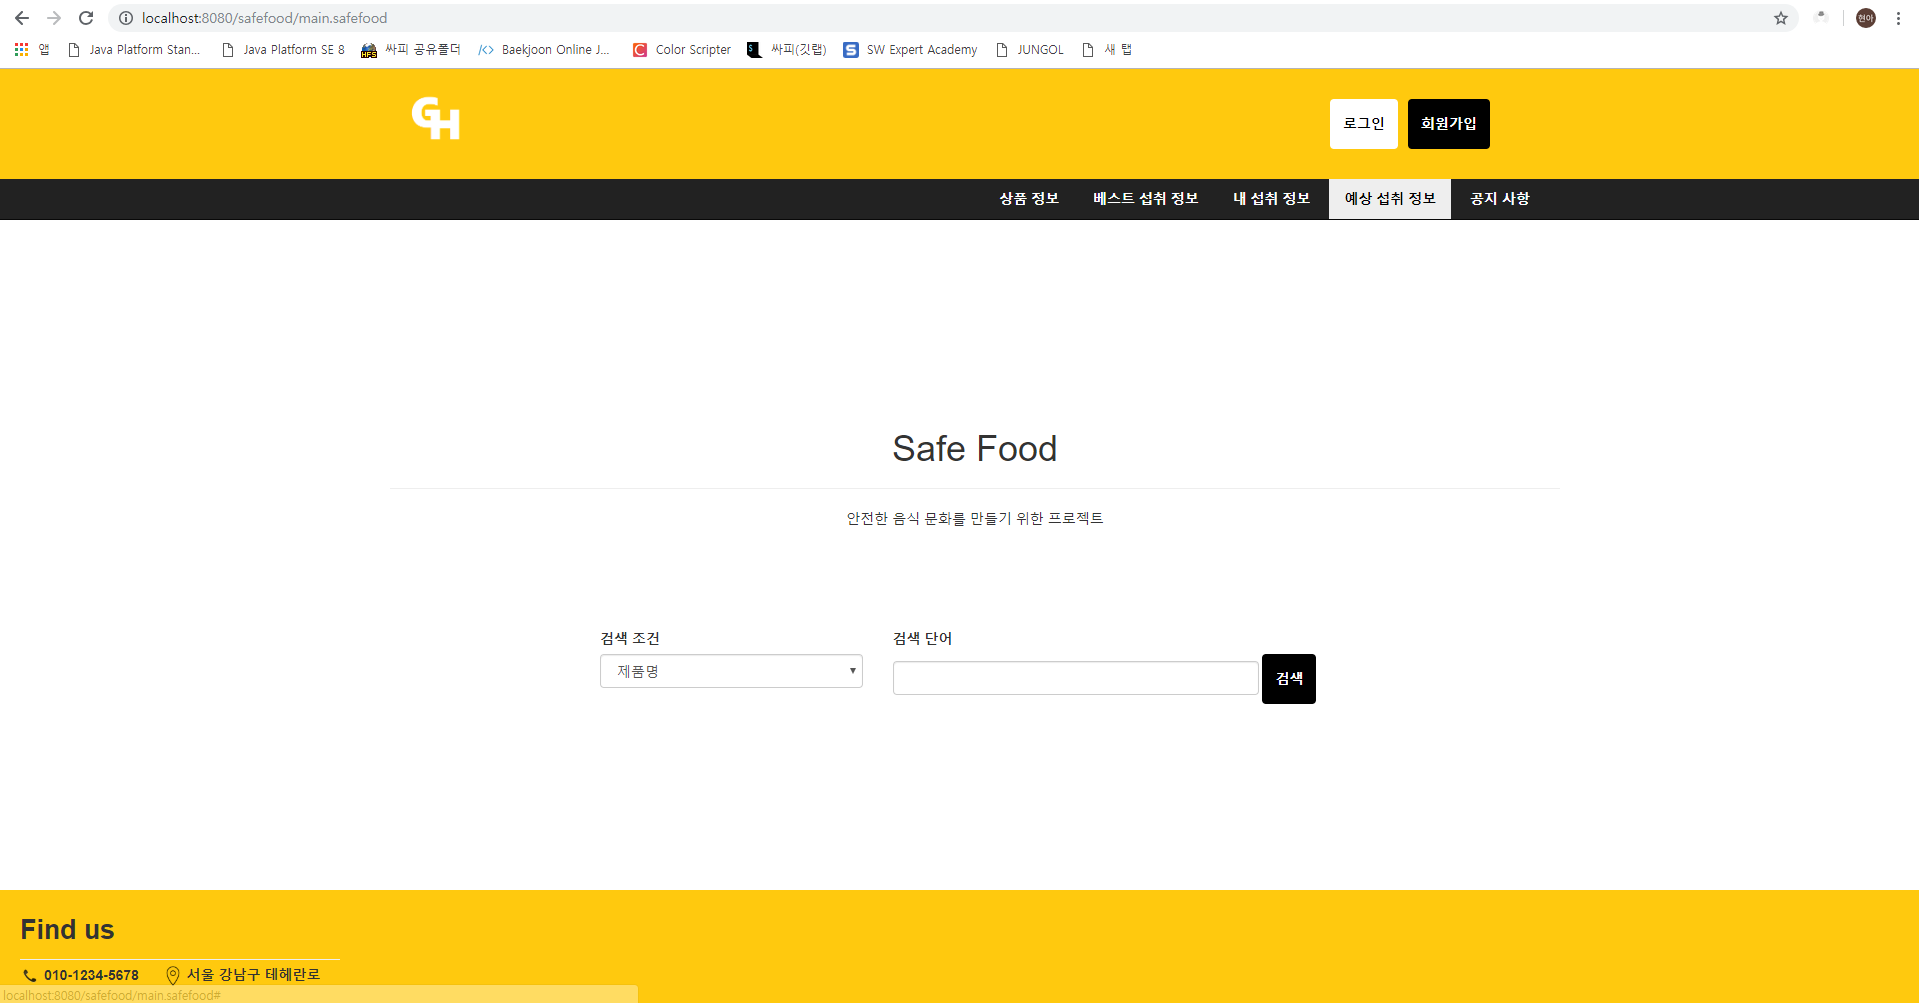 localhost:8080/safefood/main.safefood
현아
앱 Java Platform Stan... Java Platform SE 8 HFS 싸피 공유폴더 </> Baekjoon Online J... C Color Scripter $ 싸피(깃랩) S SW Expert Academy JUNGOL 새 탭
GH 로그인 회원가입
상품 정보 베스트 섭취 정보 내 섭취 정보 예상 섭취 정보 공지 사항
Safe Food
안전한 음식 문화를 만들기 위한 프로젝트
검색 조건 검색 단어
제품명 검색
Find us
010-1234-5678 서울 강남구 테헤란로
localhost:8080/safefood/main.safefood#